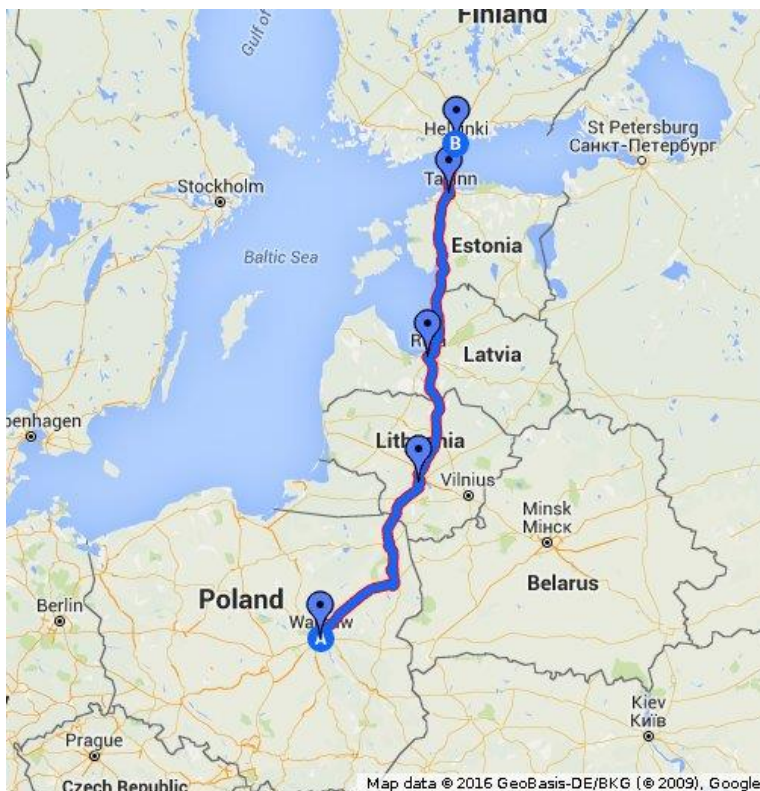 Finland
Gulf of
Helsinki
B
St Petersburg
Санкт-Петербург
Tallinn
Stockholm
Estonia
Baltic Sea
Latvia
penhagen
Lithuania
Vilnius
Minsk
Мінск
Belarus
Poland
Berlin
Warsaw
A
Kiev
Київ
Prague
Czech Republic
Map data © 2016 GeoBasis-DE/BKG (© 2009), Google